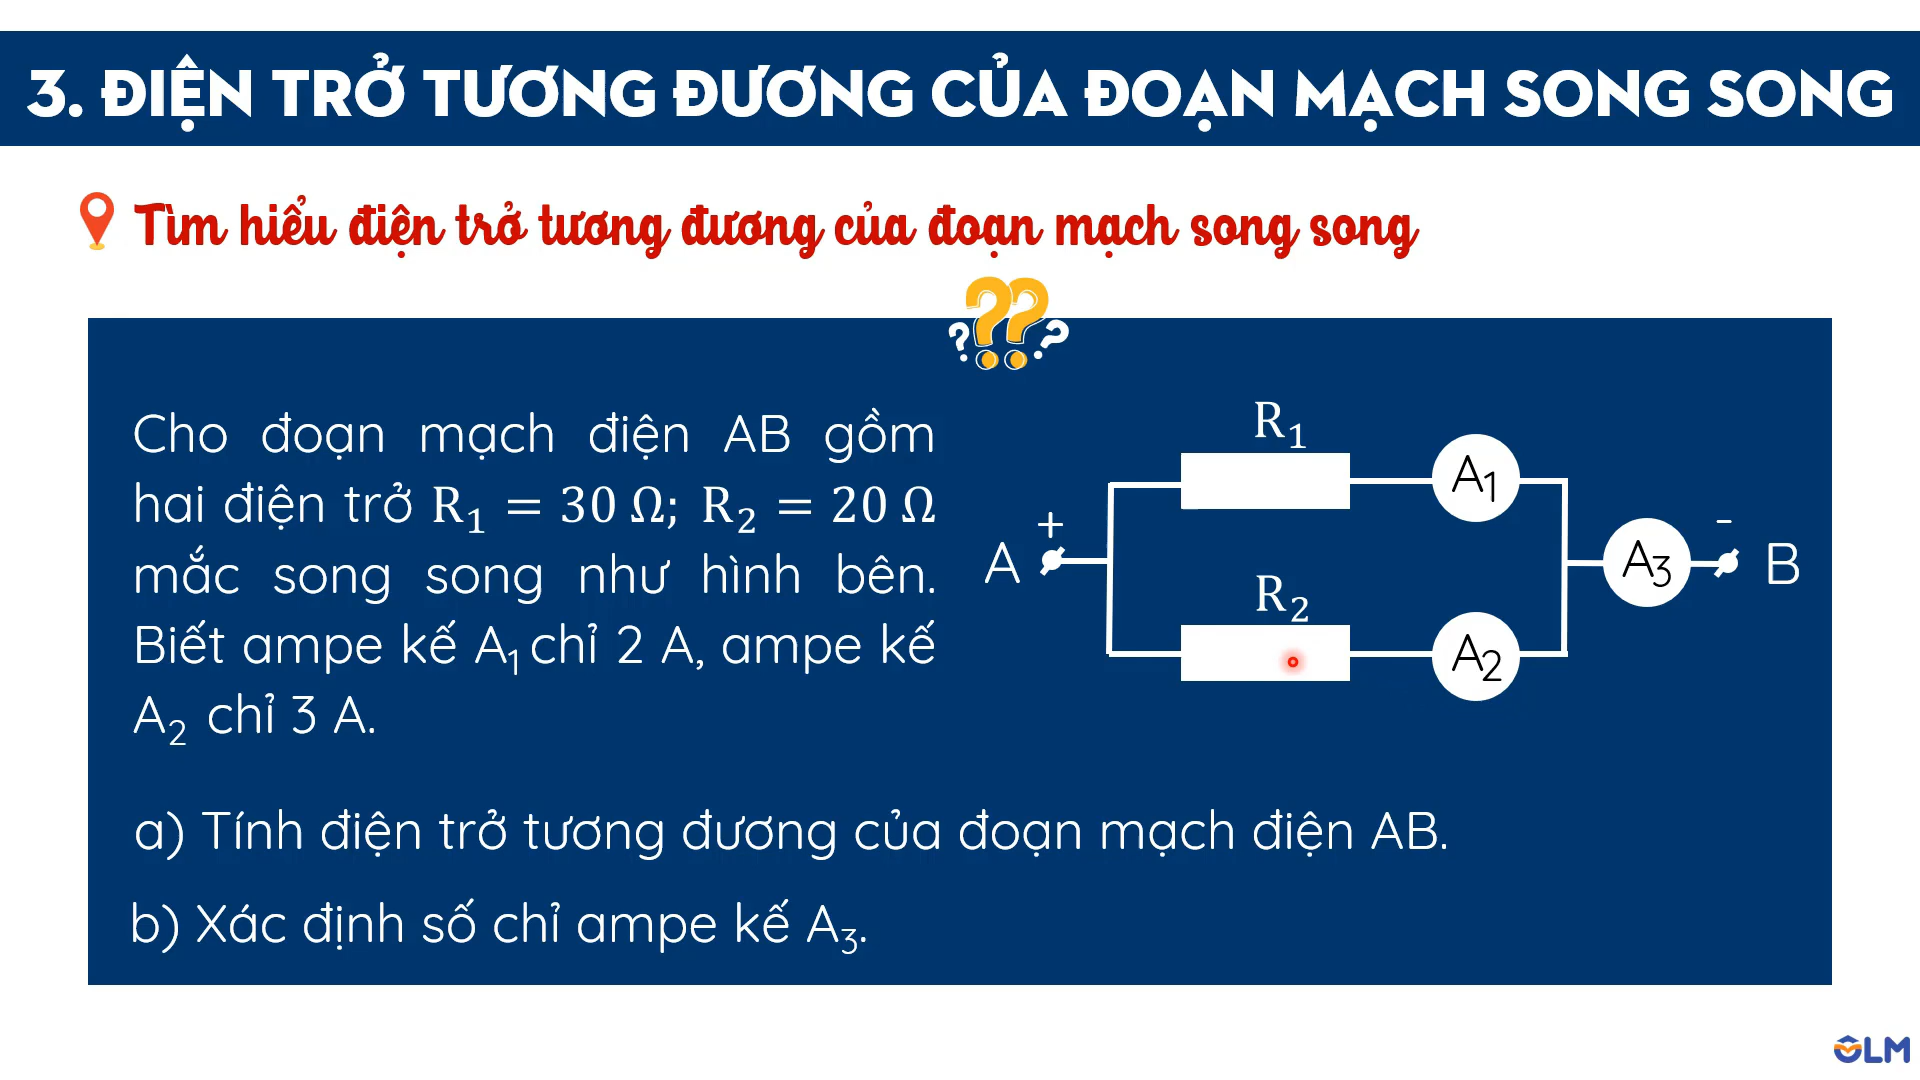 3. ĐIỆN TRỞ TƯƠNG ĐƯƠNG CỦA ĐOẠN MẠCH SONG SONG
Tìm hiểu điện trở tương đương của đoạn mạch song song
????
Cho đoạn mạch điện AB gồm
hai điện trở R₁ = 30 Ω; R₂ = 20 Ω
mắc song song như hình bên.
Biết ampe kế A₁ chỉ 2 A, ampe kế
A₂ chỉ 3 A.
R₁
A₁
A + A₃ - B
R₂
A₂
a) Tính điện trở tương đương của đoạn mạch điện AB.
b) Xác định số chỉ ampe kế A₃.
OLM